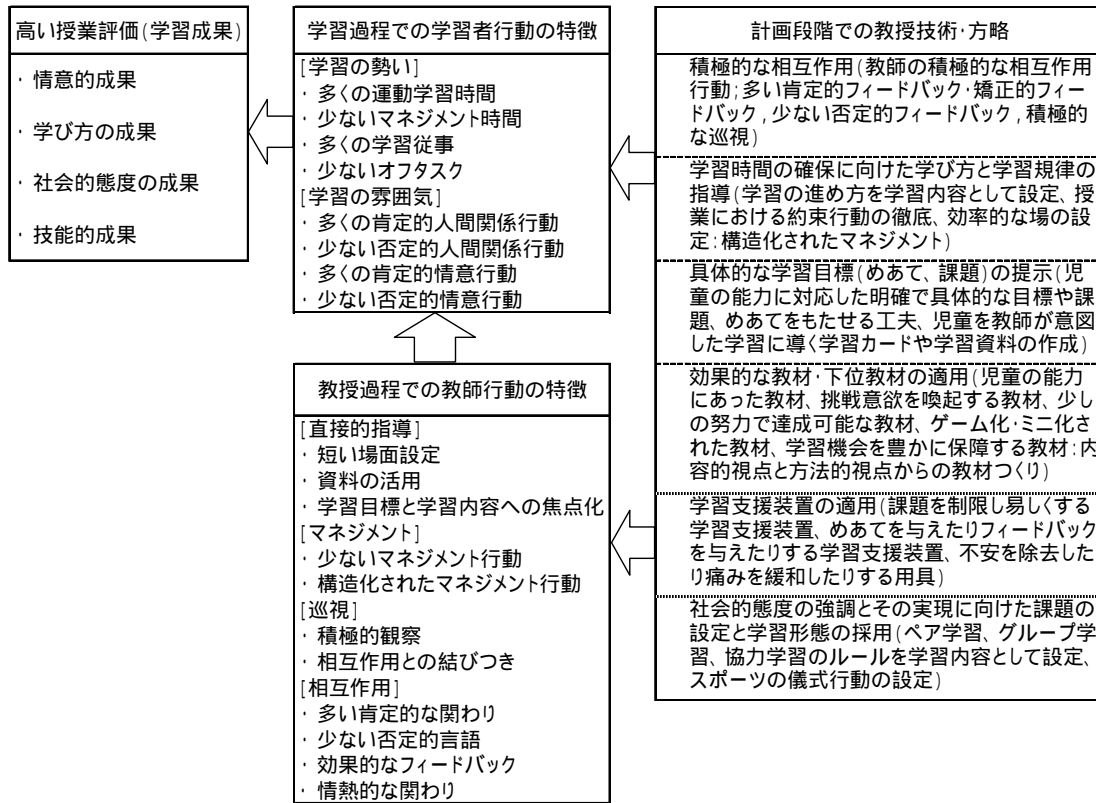 高い授業評価(学習成果)
・情意的成果
・学び方の成果
・社会的態度の成果
・技能的成果
学習過程での学習者行動の特徴
[学習の勢い]
・多くの運動学習時間
・少ないマネジメント時間
・多くの学習従事
・少ないオフタスク
[学習の雰囲気]
・多くの肯定的人間関係行動
・少ない否定的人間関係行動
・多くの肯定的情意行動
・少ない否定的情意行動
教授過程での教師行動の特徴
[直接的指導]
・短い場面設定
・資料の活用
・学習目標と学習内容への焦点化
[マネジメント]
・少ないマネジメント行動
・構造化されたマネジメント行動
[巡視]
・積極的観察
・相互作用との結びつき
[相互作用]
・多い肯定的な関わり
・少ない否定的言語
・効果的なフィードバック
・情熱的な関わり
計画段階での教授技術・方略
積極的な相互作用(教師の積極的な相互作用
行動;多い肯定的フィードバック・矯正的フィー
ドバック,少ない否定的フィードバック,積極的
な巡視)
学習時間の確保に向けた学び方と学習規律の
指導(学習の進め方を学習内容として設定、授
業における約束行動の徹底、効率的な場の設
定:構造化されたマネジメント)
具体的な学習目標(めあて、課題)の提示(児
童の能力に対応した明確で具体的な目標や課
題、めあてをもたせる工夫、児童を教師が意図
した学習に導く学習カードや学習資料の作成)
効果的な教材・下位教材の適用(児童の能力
にあった教材、挑戦意欲を喚起する教材、少し
の努力で達成可能な教材、ゲーム化・ミニ化さ
れた教材、学習機会を豊かに保障する教材:内
容的視点と方法的視点からの教材つくり)
学習支援装置の適用(課題を制限し易しくする
学習支援装置、めあてを与えたりフィードバック
を与えたりする学習支援装置、不安を除去した
り痛みを緩和したりする用具)
社会的態度の強調とその実現に向けた課題の
設定と学習形態の採用(ペア学習、グループ学
習、協力学習のルールを学習内容として設定、
スポーツの儀式行動の設定)